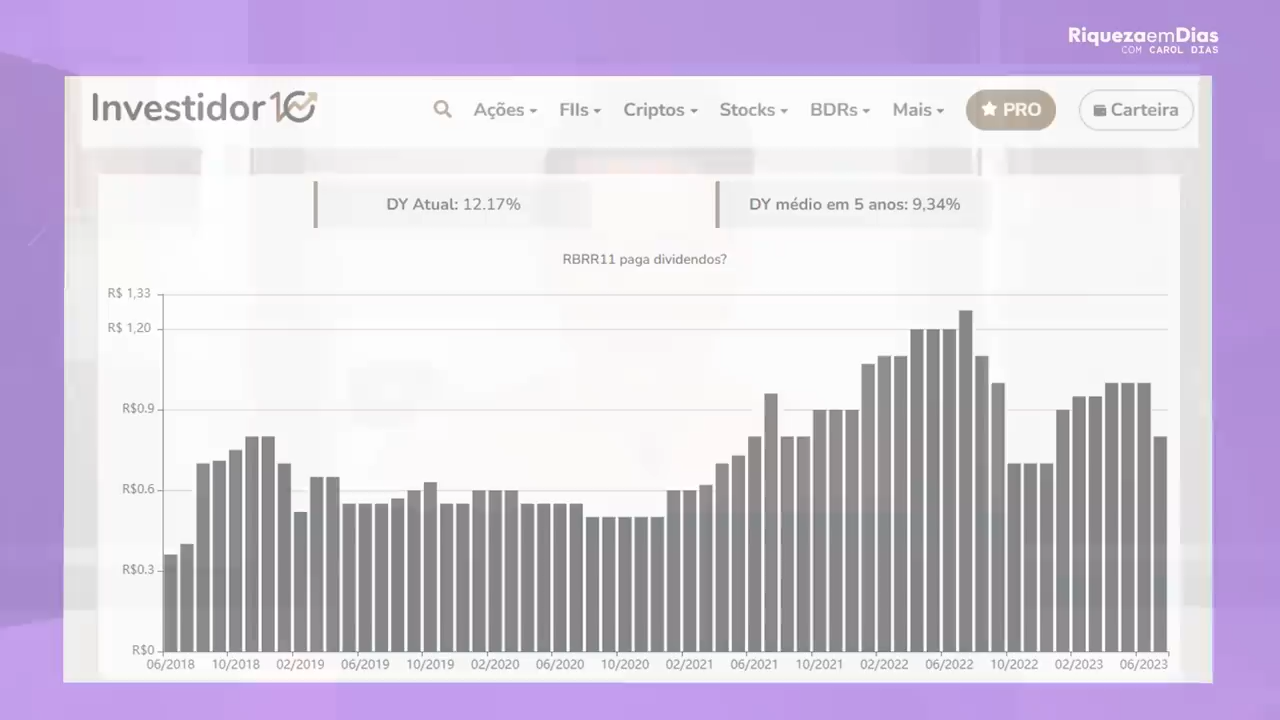 RiquezaemDias
COM CAROL DIAS
Investidor10
Ações FIIs Criptos Stocks BDRs Mais PRO Carteira
DY Atual: 12.17% DY médio em 5 anos: 9,34%
RBRR11 paga dividendos?
R$ 1,33
R$ 1,20
R$0.9
R$0.6
R$0.3
R$0
06/2018 10/2018 02/2019 06/2019 10/2019 02/2020 06/2020 10/2020 02/2021 06/2021 10/2021 02/2022 06/2022 10/2022 02/2023 06/2023